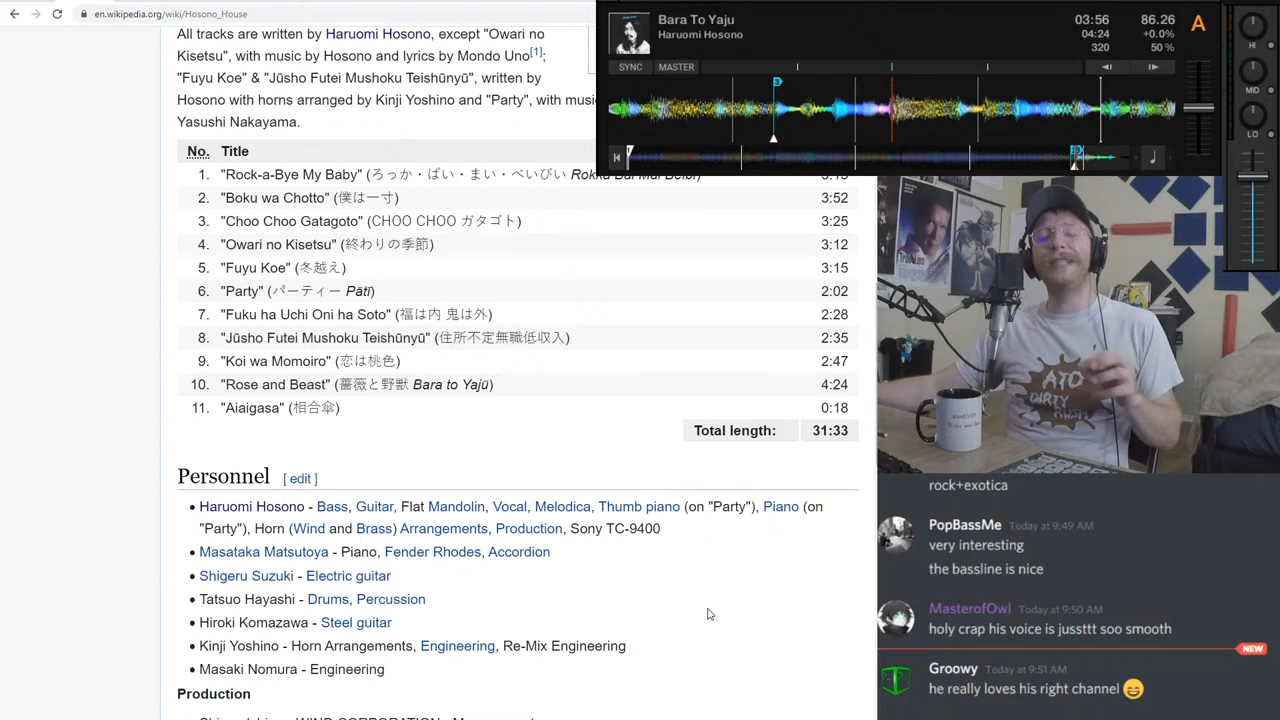 en.wikipedia.org/wiki/Hosono_House
All tracks are written by Haruomi Hosono, except "Owari no
Kisetsu", with music by Hosono and lyrics by Mondo Uno[1];
"Fuyu Koe" & "Jūsho Futei Mushoku Teishūnyū", written by
Hosono with horns arranged by Kinji Yoshino and "Party", with music
Yasushi Nakayama.
No. Title
1. "Rock-a-Bye My Baby" (ろっか・ばい・まい・べいびい Rokku Bai Mai Beibī)
2. "Boku wa Chotto" (僕は一寸) 3:52
3. "Choo Choo Gatagoto" (CHOO CHOO ガタゴト) 3:25
4. "Owari no Kisetsu" (終わりの季節) 3:12
5. "Fuyu Koe" (冬越え) 3:15
6. "Party" (パーティー Pāti) 2:02
7. "Fuku ha Uchi Oni ha Soto" (福は内 鬼は外) 2:28
8. "Jūsho Futei Mushoku Teishūnyū" (住所不定無職低収入) 2:35
9. "Koi wa Momoiro" (恋は桃色) 2:47
10. "Rose and Beast" (薔薇と野獣 Bara to Yajū) 4:24
11. "Aiaigasa" (相合傘) 0:18
Total length: 31:33
Personnel [ edit ]
• Haruomi Hosono - Bass, Guitar, Flat Mandolin, Vocal, Melodica, Thumb piano (on "Party"), Piano (on
"Party"), Horn (Wind and Brass) Arrangements, Production, Sony TC-9400
• Masataka Matsutoya - Piano, Fender Rhodes, Accordion
• Shigeru Suzuki - Electric guitar
• Tatsuo Hayashi - Drums, Percussion
• Hiroki Komazawa - Steel guitar
• Kinji Yoshino - Horn Arrangements, Engineering, Re-Mix Engineering
• Masaki Nomura - Engineering
Production
Bara To Yaju 03:56 86.26 A
Haruomi Hosono 04:24 +0.0%
320 50 %
SYNC MASTER
3
1
HI
MID
LO
ATO
DIRTY
rock+exotica
PopBassMe Today at 9:49 AM
very interesting
the bassline is nice
MasterofOwl Today at 9:50 AM
holy crap his voice is jussttt soo smooth
NEW
Groowy Today at 9:51 AM
he really loves his right channel 😄